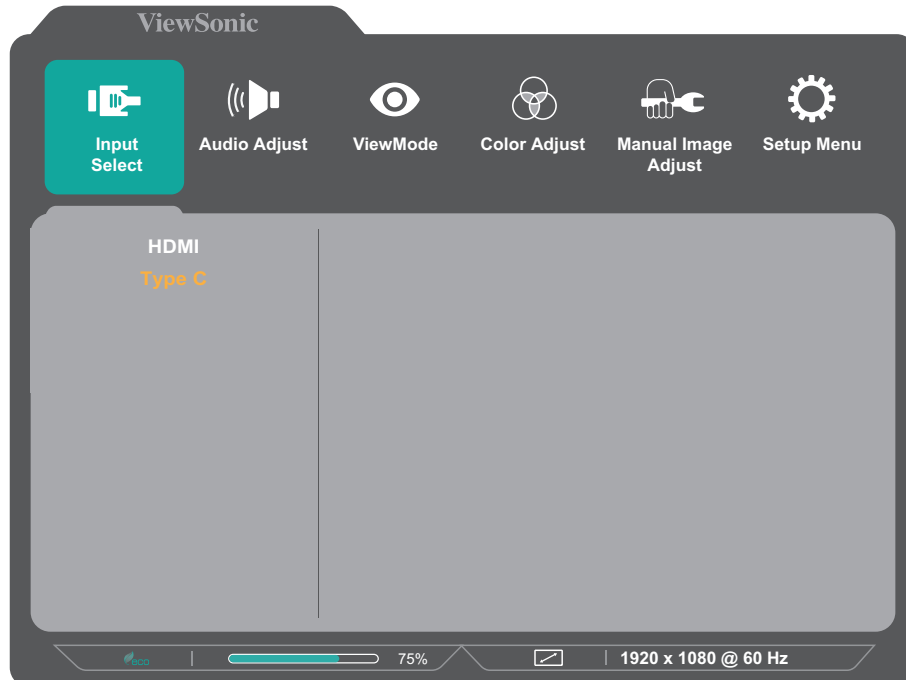 ViewSonic
Input
Select
Audio Adjust
ViewMode
Color Adjust
Manual Image
Adjust
Setup Menu
HDMI
Type C
eco
75%
1920 x 1080 @ 60 Hz